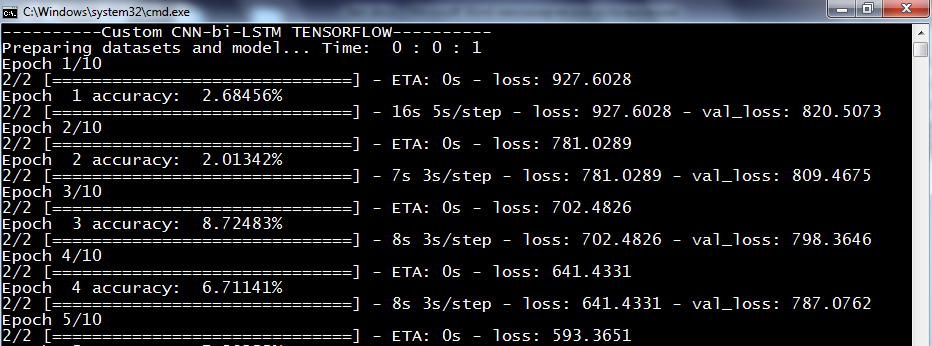 C:\Windows\system32\cmd.exe
----------Custom CNN-bi-LSTM TENSORFLOW----------
Preparing datasets and model... Time:  0 : 0 : 1
Epoch 1/10
2/2 [==============================] - ETA: 0s - loss: 927.6028
Epoch  1 accuracy:  2.68456%
2/2 [==============================] - 16s 5s/step - loss: 927.6028 - val_loss: 820.5073
Epoch 2/10
2/2 [==============================] - ETA: 0s - loss: 781.0289
Epoch  2 accuracy:  2.01342%
2/2 [==============================] - 7s 3s/step - loss: 781.0289 - val_loss: 809.4675
Epoch 3/10
2/2 [==============================] - ETA: 0s - loss: 702.4826
Epoch  3 accuracy:  8.72483%
2/2 [==============================] - 8s 3s/step - loss: 702.4826 - val_loss: 798.3646
Epoch 4/10
2/2 [==============================] - ETA: 0s - loss: 641.4331
Epoch  4 accuracy:  6.71141%
2/2 [==============================] - 8s 3s/step - loss: 641.4331 - val_loss: 787.0762
Epoch 5/10
2/2 [==============================] - ETA: 0s - loss: 593.3651